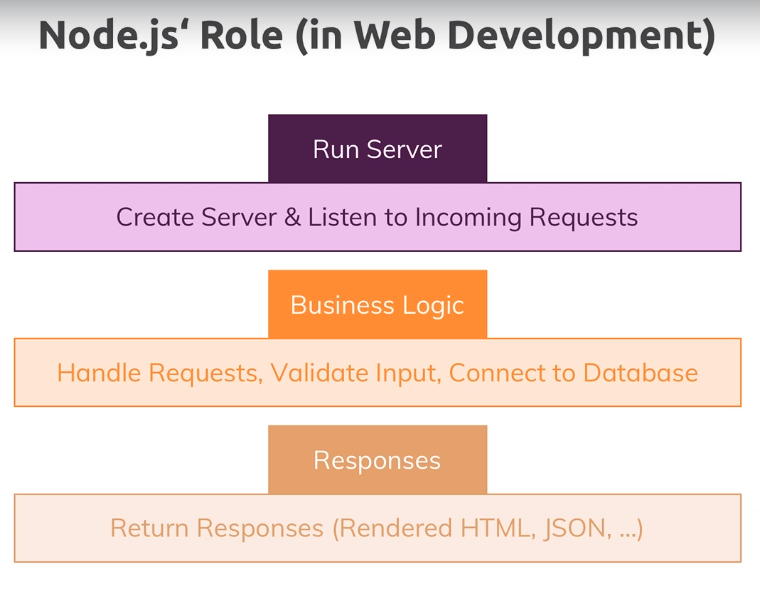 Node.js‘ Role (in Web Development)
Run Server
Create Server & Listen to Incoming Requests
Business Logic
Handle Requests, Validate Input, Connect to Database
Responses
Return Responses (Rendered HTML, JSON, ...)